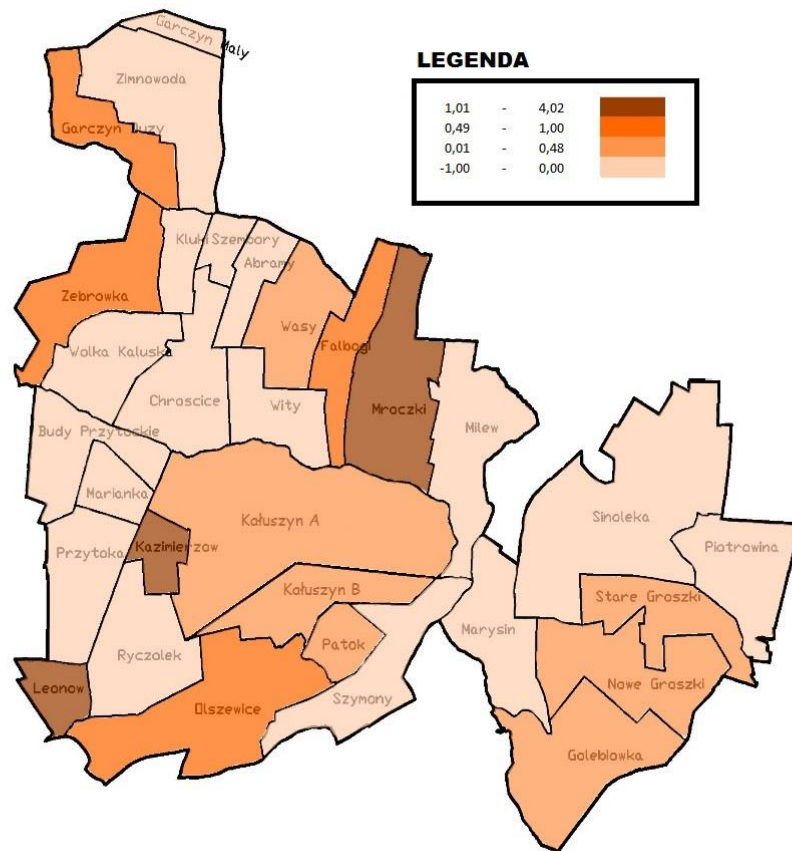 Garczyn Maly
LEGENDA
Zimnowoda
1,01 - 4,02
0,49 - 1,00
0,01 - 0,48
-1,00 - 0,00
Garczyn Duzy
Kluki Szembory
Abramy
Zebrowka
Wasy
Falbogi
Wolka Kaluska
Chroscice
Wity
Mroczki
Milew
Budy Przytockie
Marianka
Kałuszyn A
Sinoleka
Przytoka
Kazimierzow
Piotrowina
Kałuszyn B
Stare Groszki
Marysin
Patok
Ryczolek
Leonow
Szymony
Nowe Groszki
Olszewice
Golebiowka